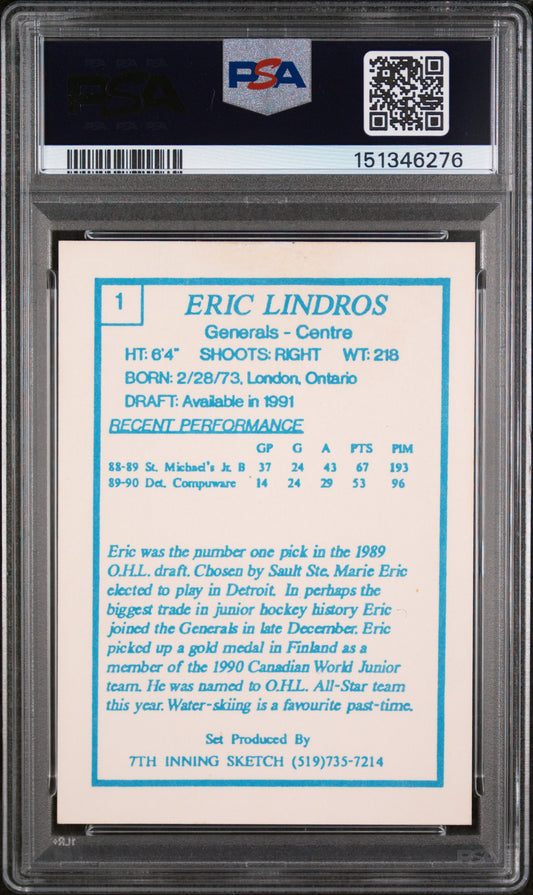 PSA
151346276
1
ERIC LINDROS
Generals - Centre
HT: 6'4" SHOOTS: RIGHT WT: 218
BORN: 2/28/73, London, Ontario
DRAFT: Available in 1991
RECENT PERFORMANCE
GP G A PTS PIM
88-89 St. Michael's Jr. B 37 24 43 67 193
89-90 Det. Compuware 14 24 29 53 96
Eric was the number one pick in the 1989
O.H.L. draft. Chosen by Sault Ste. Marie Eric
elected to play in Detroit. In perhaps the
biggest trade in junior hockey history Eric
joined the Generals in late December. Eric
picked up a gold medal in Finland as a
member of the 1990 Canadian World Junior
team. He was named to O.H.L. All-Star team
this year. Water-skiing is a favourite past-time.
Set Produced By
7TH INNING SKETCH (519)735-7214